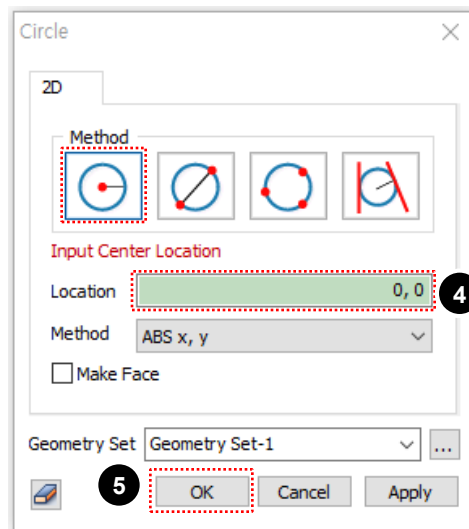 Circle
2D
Method
Input Center Location
Location 0, 0 4
Method ABS x, y
Make Face
Geometry Set Geometry Set-1 ...
5 OK Cancel Apply